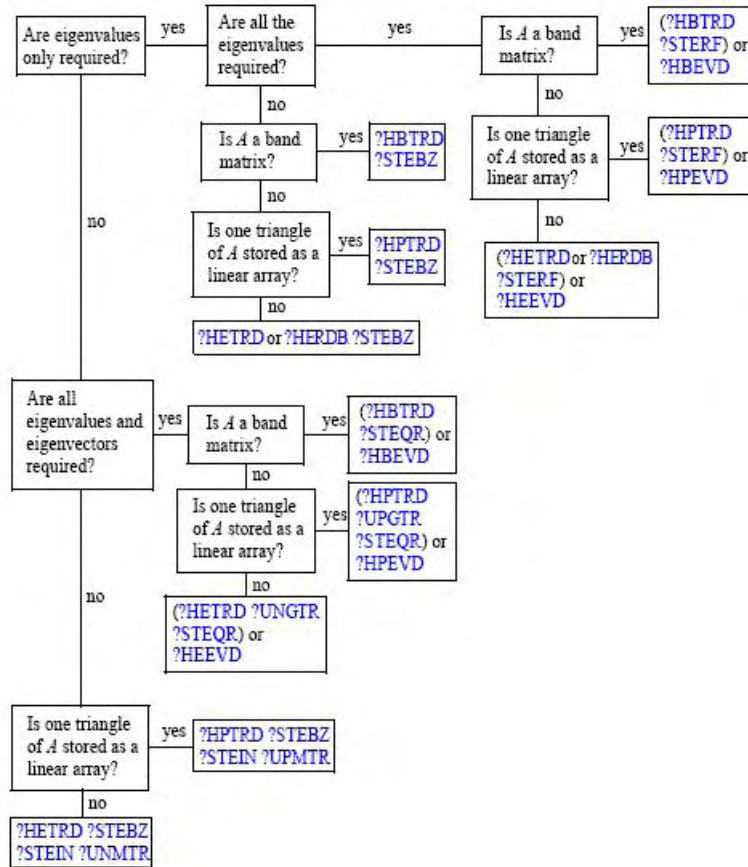 Are eigenvalues
only required?
yes
Are all the
eigenvalues
required?
yes
Is A a band
matrix?
yes
(?HBTRD
?STERF) or
?HBEVD
no
no
Is A a band
matrix?
yes
?HBTRD
?STEBZ
Is one triangle
of A stored as a
linear array?
yes
(?HPTRD
?STERF) or
?HPEVD
no
no
no
Is one triangle
of A stored as a
linear array?
yes
?HPTRD
?STEBZ
(?HETRD or ?HERDB
?STERF) or
?HEEVD
no
?HETRD or ?HERDB ?STEBZ
Are all
eigenvalues and
eigenvectors
required?
yes
Is A a band
matrix?
yes
(?HBTRD
?STEQR) or
?HBEVD
no
Is one triangle
of A stored as a
linear array?
yes
(?HPTRD
?UPGTR
?STEQR) or
?HPEVD
no
no
(?HETRD ?UNGTR
?STEQR) or
?HEEVD
Is one triangle
of A stored as a
linear array?
yes
?HPTRD ?STEBZ
?STEIN ?UPMTR
no
?HETRD ?STEBZ
?STEIN ?UNMTR